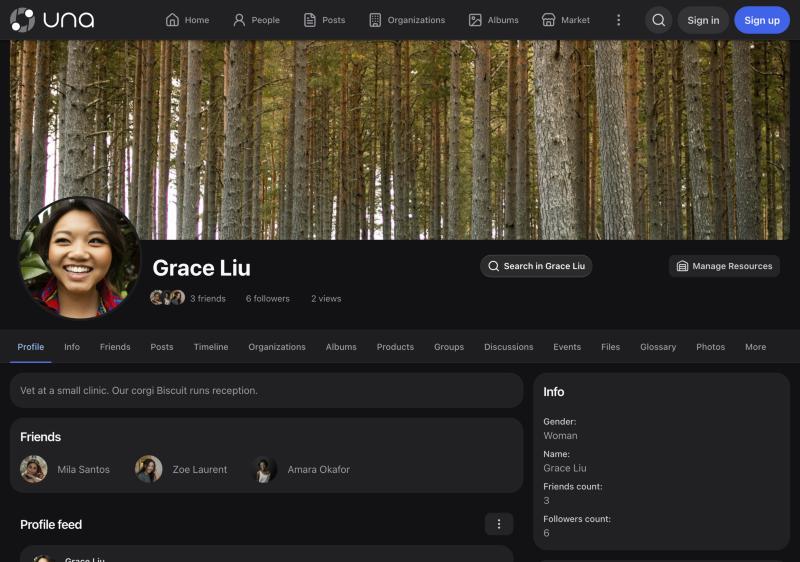 una
Home
People
Posts
Organizations
Albums
Market
Sign in
Sign up
Grace Liu
Search in Grace Liu
Manage Resources
3 friends
6 followers
2 views
Profile
Info
Friends
Posts
Timeline
Organizations
Albums
Products
Groups
Discussions
Events
Files
Glossary
Photos
More
Vet at a small clinic. Our corgi Biscuit runs reception.
Friends
Mila Santos
Zoe Laurent
Amara Okafor
Profile feed
Grace Liu
Info
Gender:
Woman
Name:
Grace Liu
Friends count:
3
Followers count:
6